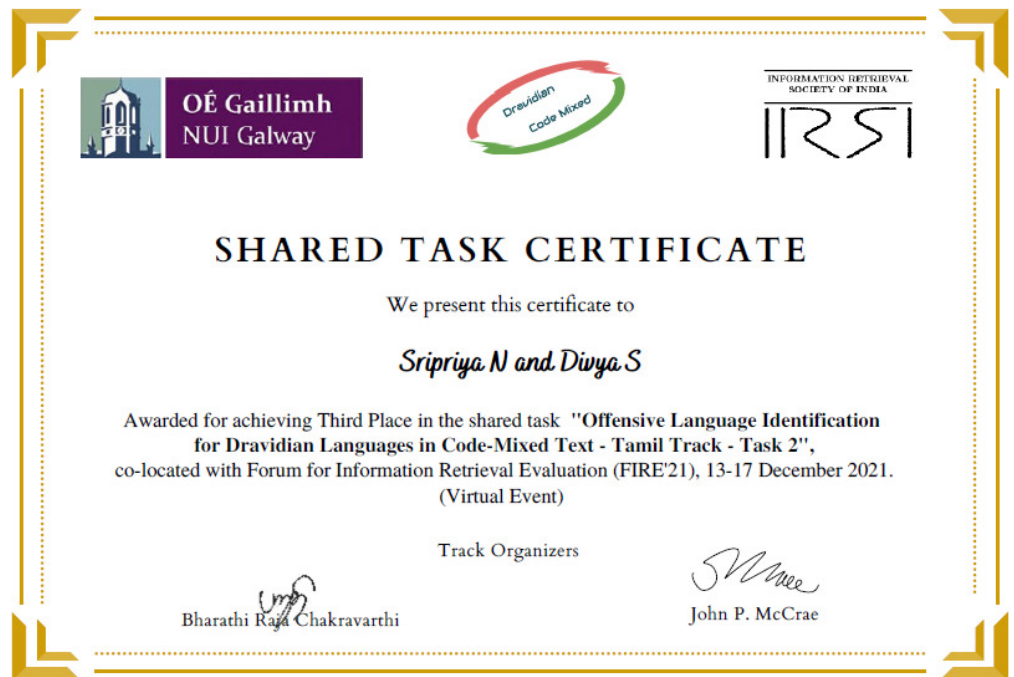 OÉ Gaillimh
NUI Galway
Dravidian
Code Mixed
INFORMATION RETRIEVAL
SOCIETY OF INDIA
IRSI
SHARED TASK CERTIFICATE
We present this certificate to
Sripriya N and Divya S
Awarded for achieving Third Place in the shared task "Offensive Language Identification
for Dravidian Languages in Code-Mixed Text - Tamil Track - Task 2",
co-located with Forum for Information Retrieval Evaluation (FIRE'21), 13-17 December 2021.
(Virtual Event)
Track Organizers
Bharathi Raja Chakravarthi
John P. McCrae